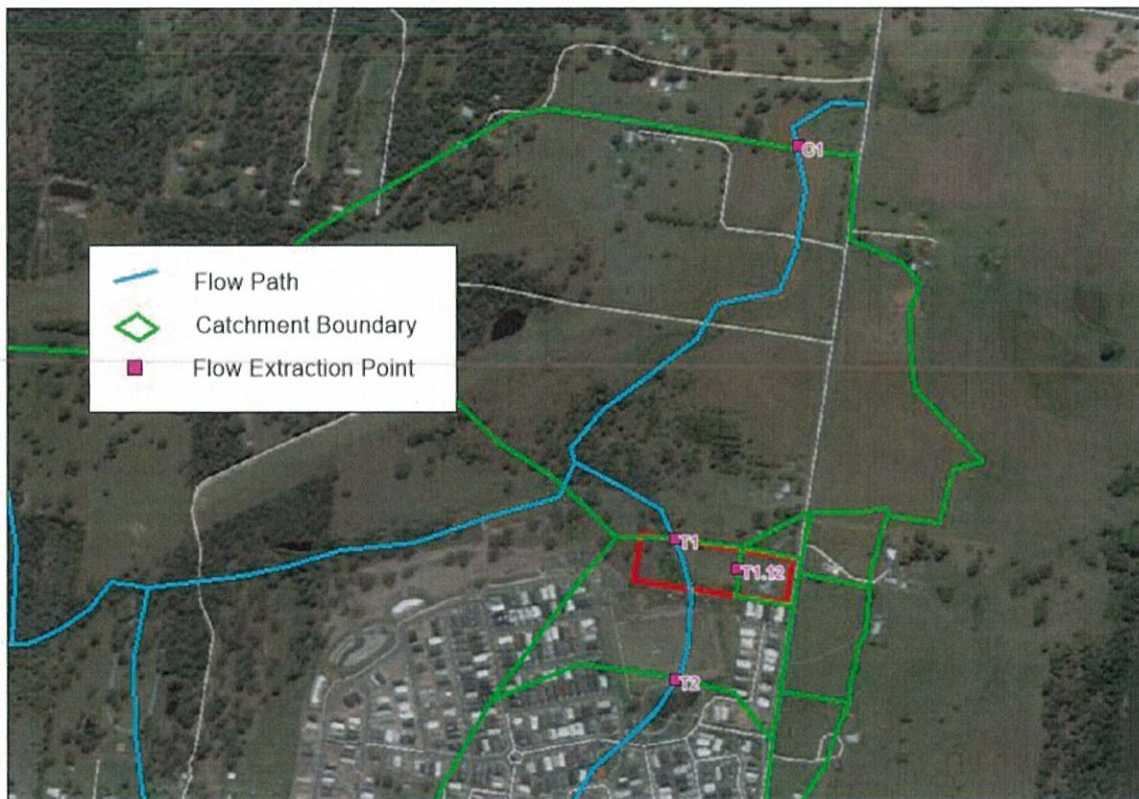 G1
Flow Path
Catchment Boundary
Flow Extraction Point
T1
T1.12
T2